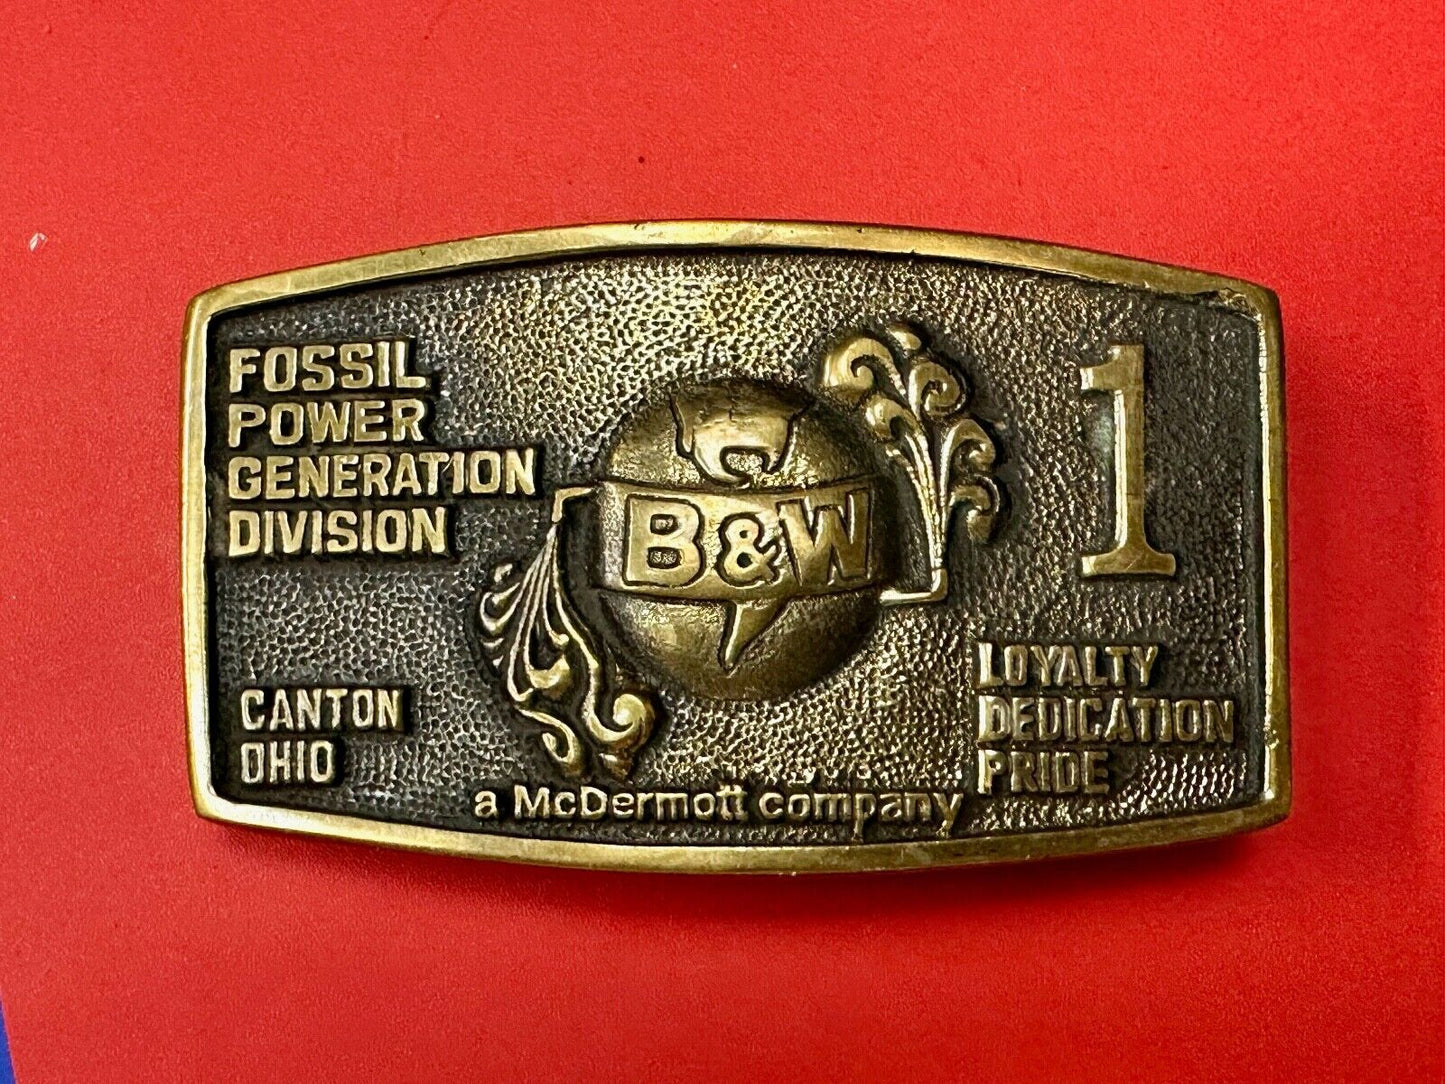 FOSSIL
POWER
GENERATION
DIVISION
CANTON
OHIO
B&W
1
LOYALTY
DEDICATION
PRIDE
a McDermott company